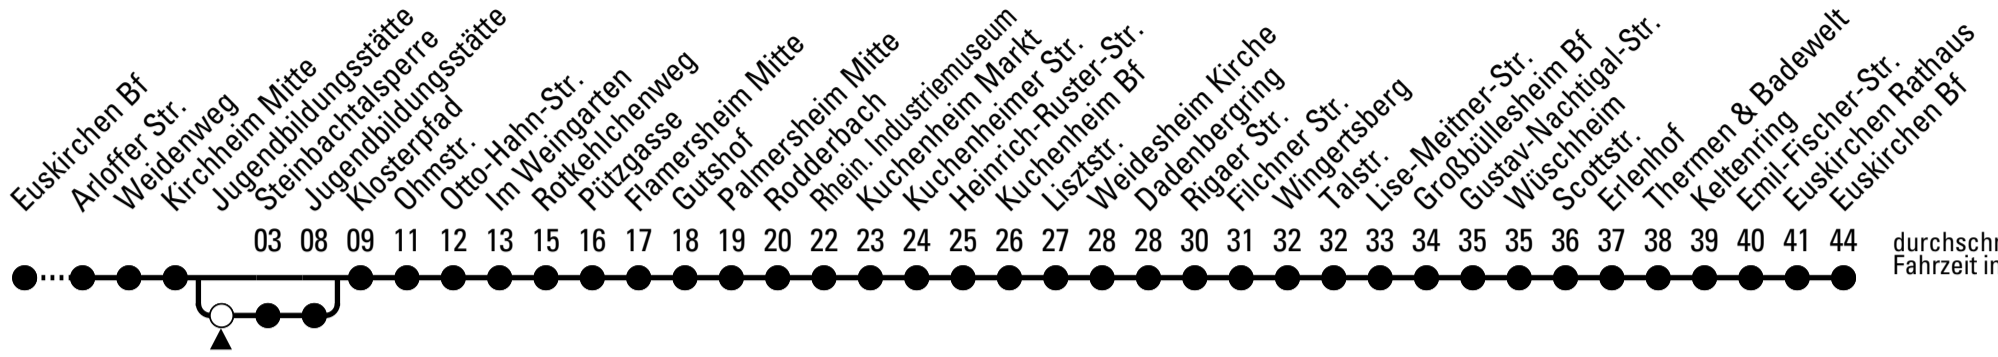 Euskirchen Bf
Arloffer Str.
Weidenweg
Kirchheim Mitte
Jugendbildungsstätte
Steinbachtalsperre
Jugendbildungsstätte
Klosterpfad
Ohmstr.
Otto-Hahn-Str.
Im Weingarten
Rotkehlchenweg
Pützgasse
Flamersheim Mitte
Gutshof
Palmersheim Mitte
Rodderbach
Rhein. Industriemuseum
Kuchenheim Markt
Kuchenheimer Str.
Heinrich-Ruster-Str.
Kuchenheim Bf
Lisztstr.
Weidesheim Kirche
Dadenbergring
Rigaer Str.
Filchner Str.
Wingertsberg
Talstr.
Lise-Meitner-Str.
Großbüllesheim Bf
Gustav-Nachtigal-Str.
Wüschheim
Scottstr.
Erlenhof
Thermen & Badewelt
Keltenring
Emil-Fischer-Str.
Euskirchen Rathaus
Euskirchen Bf
03 08 09 11 12 13 15 16 17 18 19 20 22 23 24 25 26 27 28 28 30 31 32 32 33 34 35 35 36 37 38 39 40 41 44
durchschn
Fahrzeit in